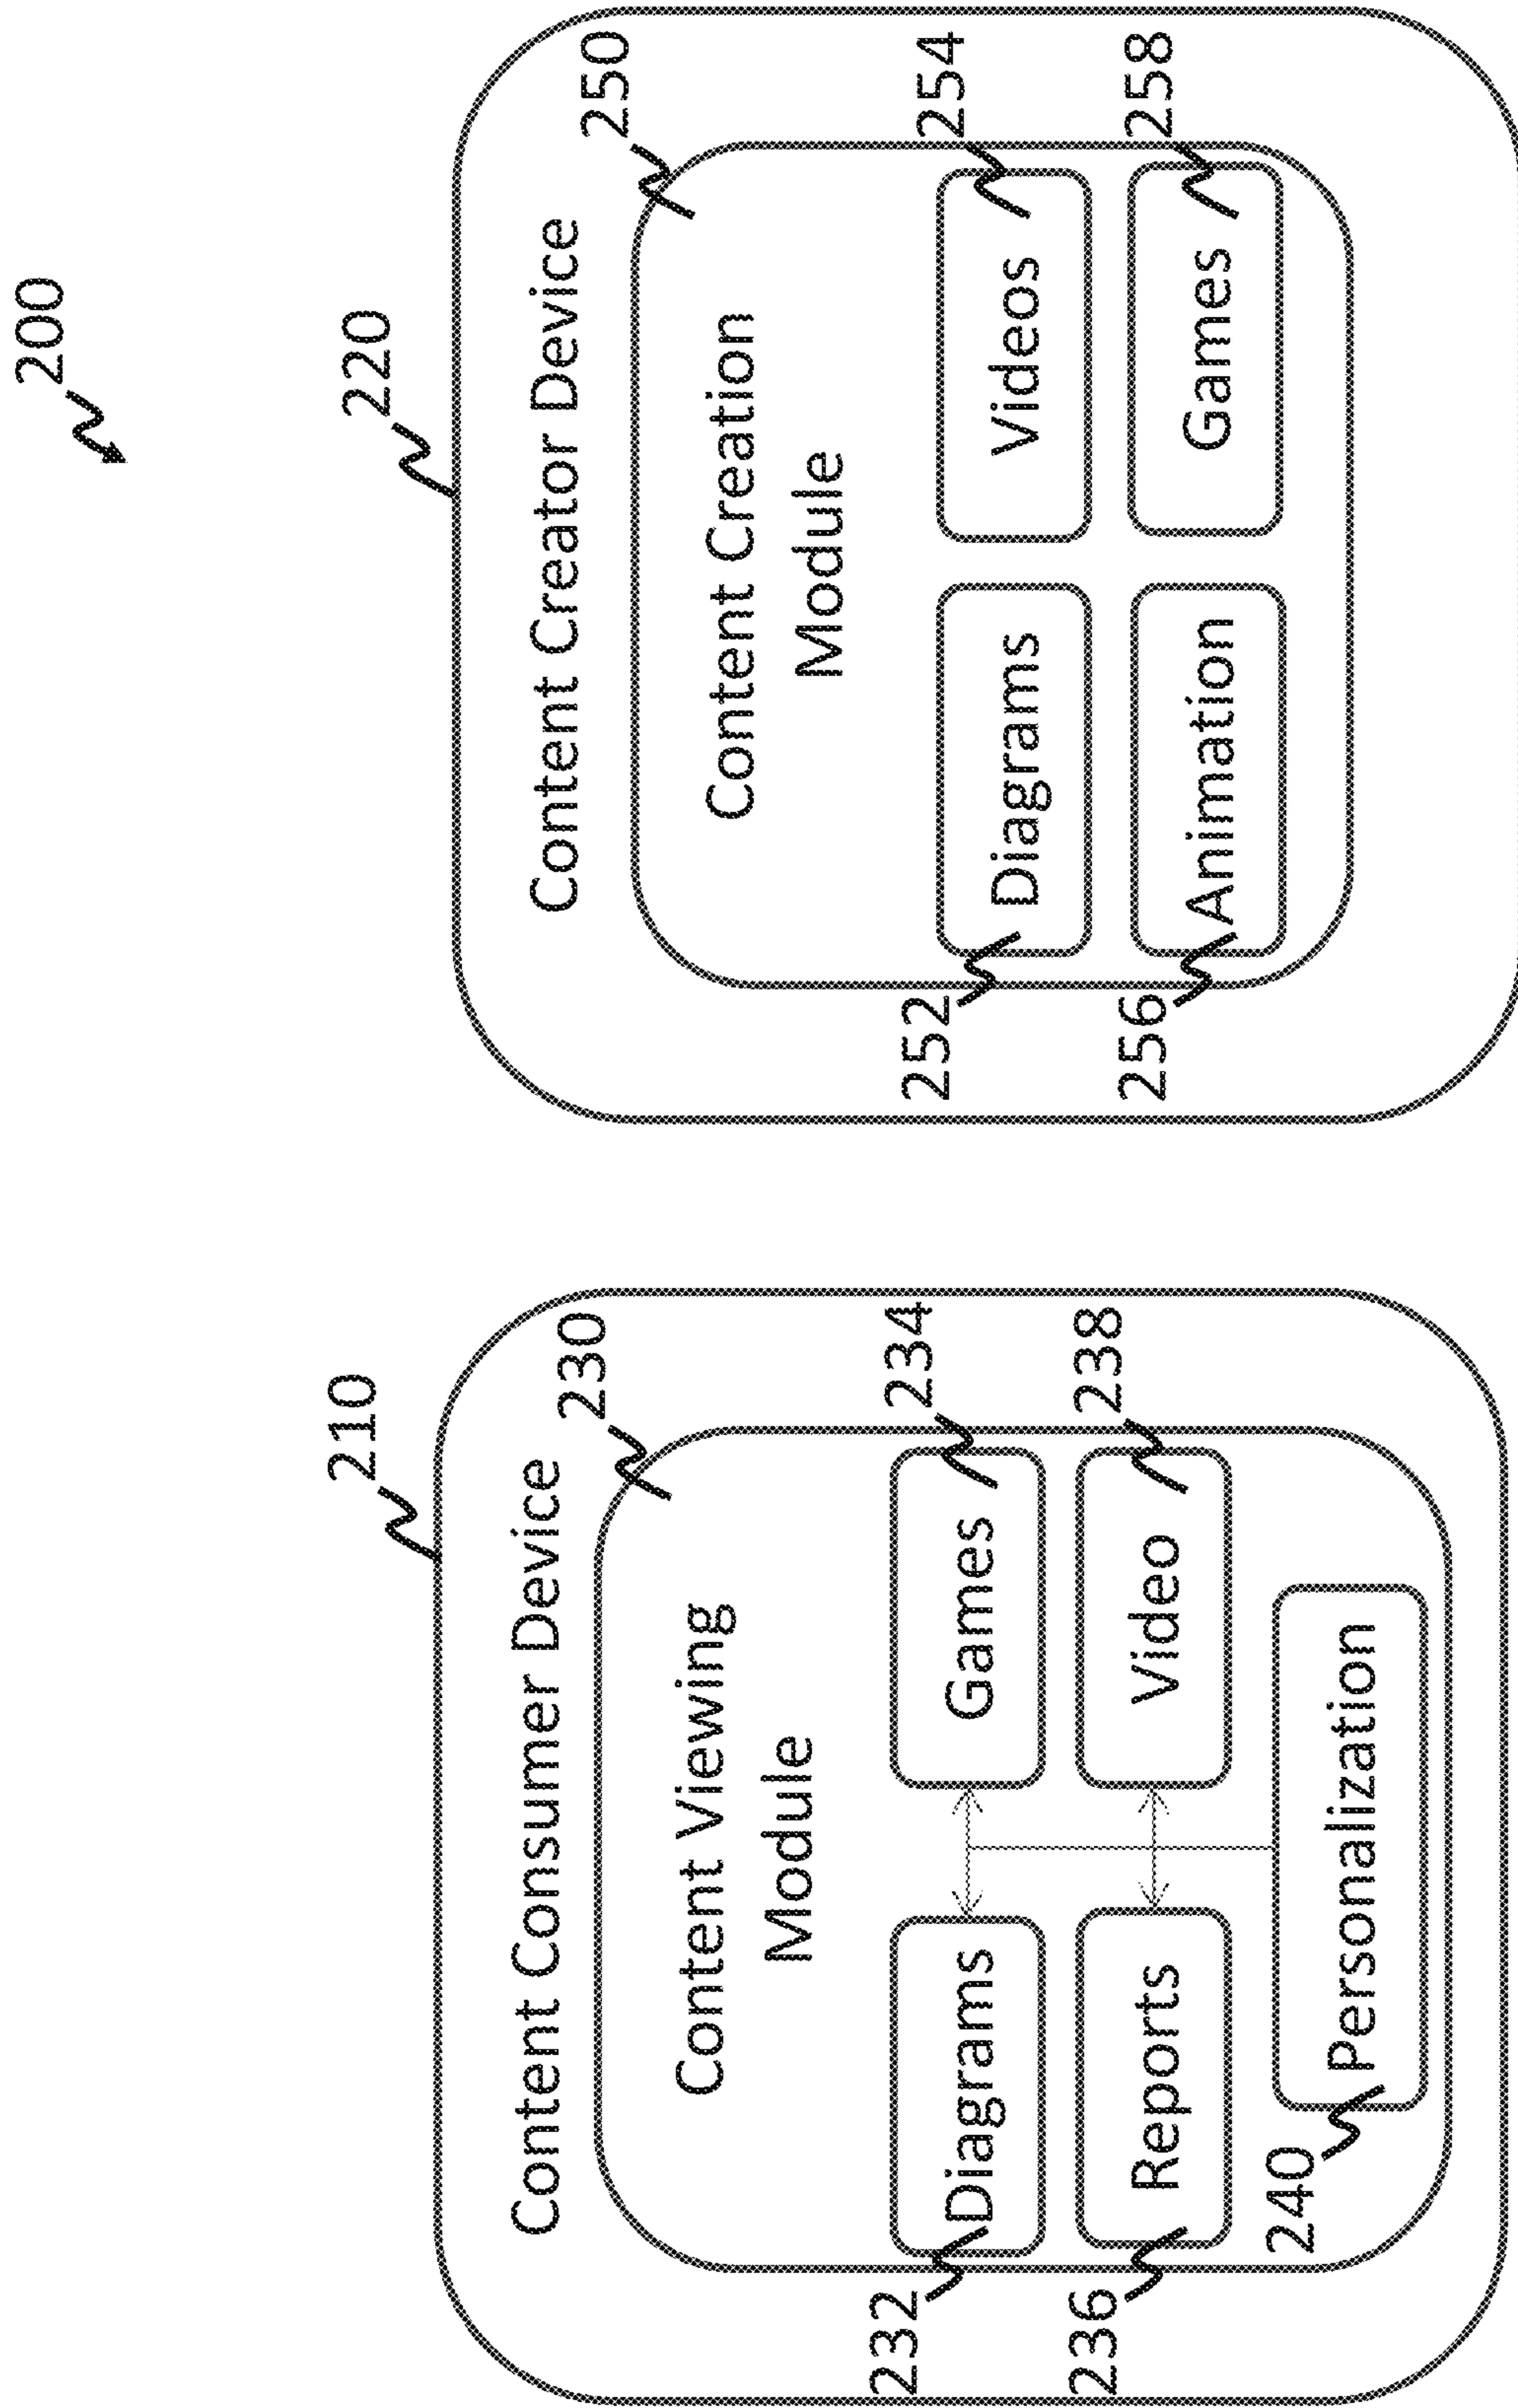 200
210
Content Consumer Device
230
Content Viewing
Module
232
Diagrams
Games
234
236
Reports
Video
238
240
Personalization
220
Content Creator Device
250
Content Creation
Module
252
Diagrams
Videos
254
256
Animation
Games
258